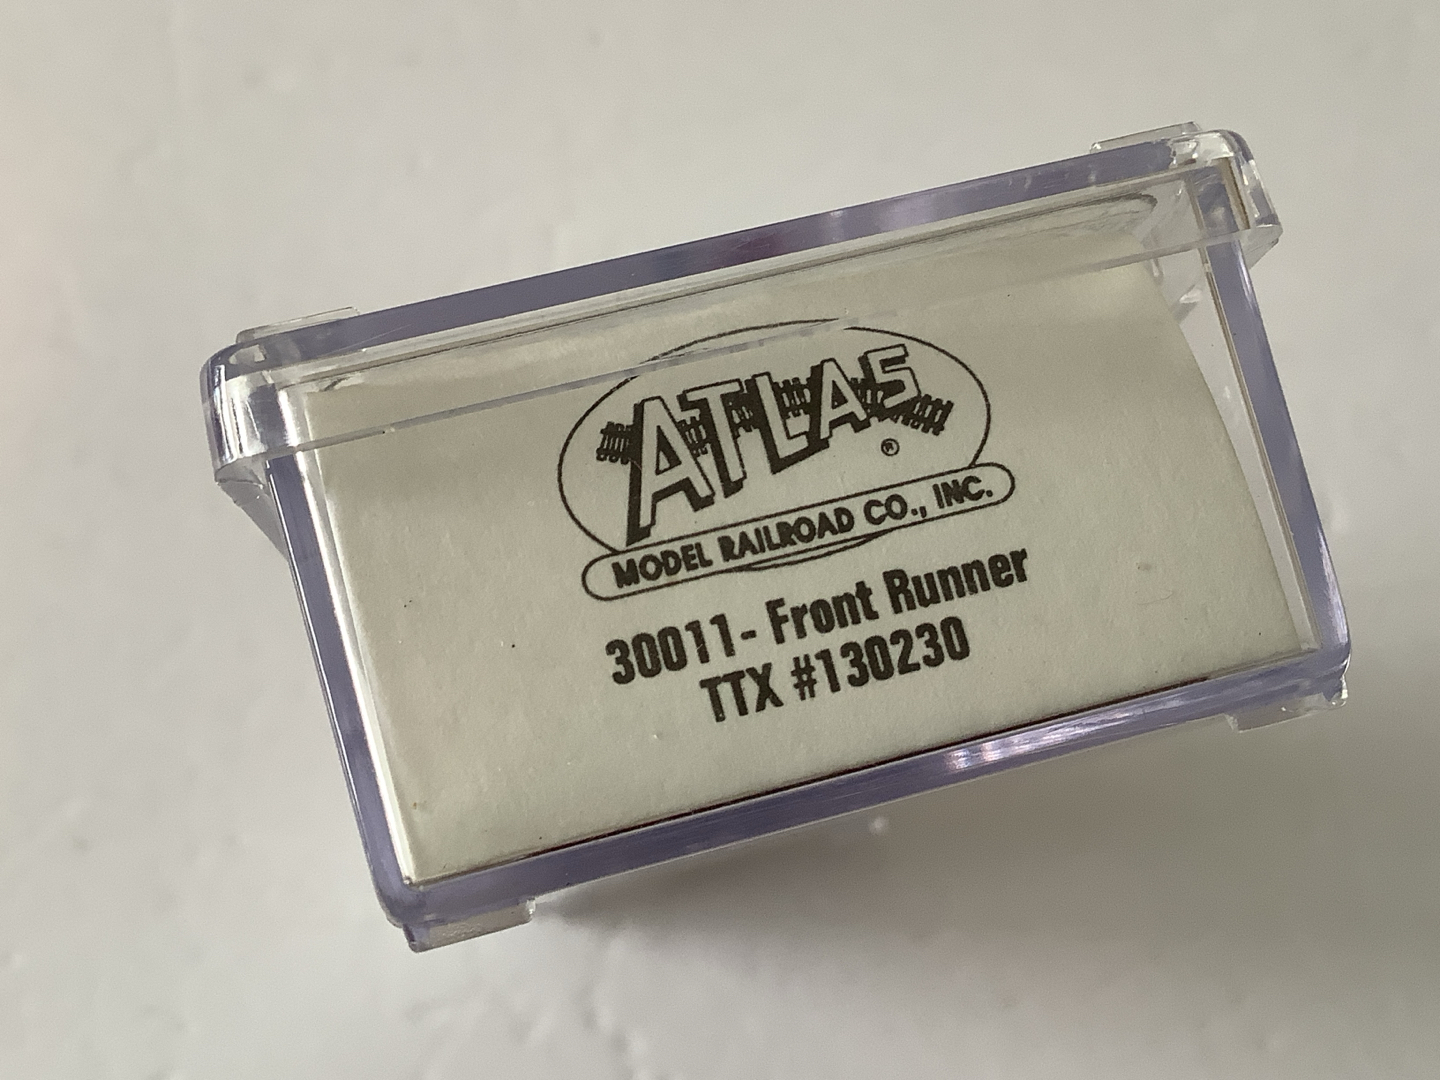 ATLAS
®
MODEL RAILROAD CO., INC.
30011- Front Runner
TTX #130230